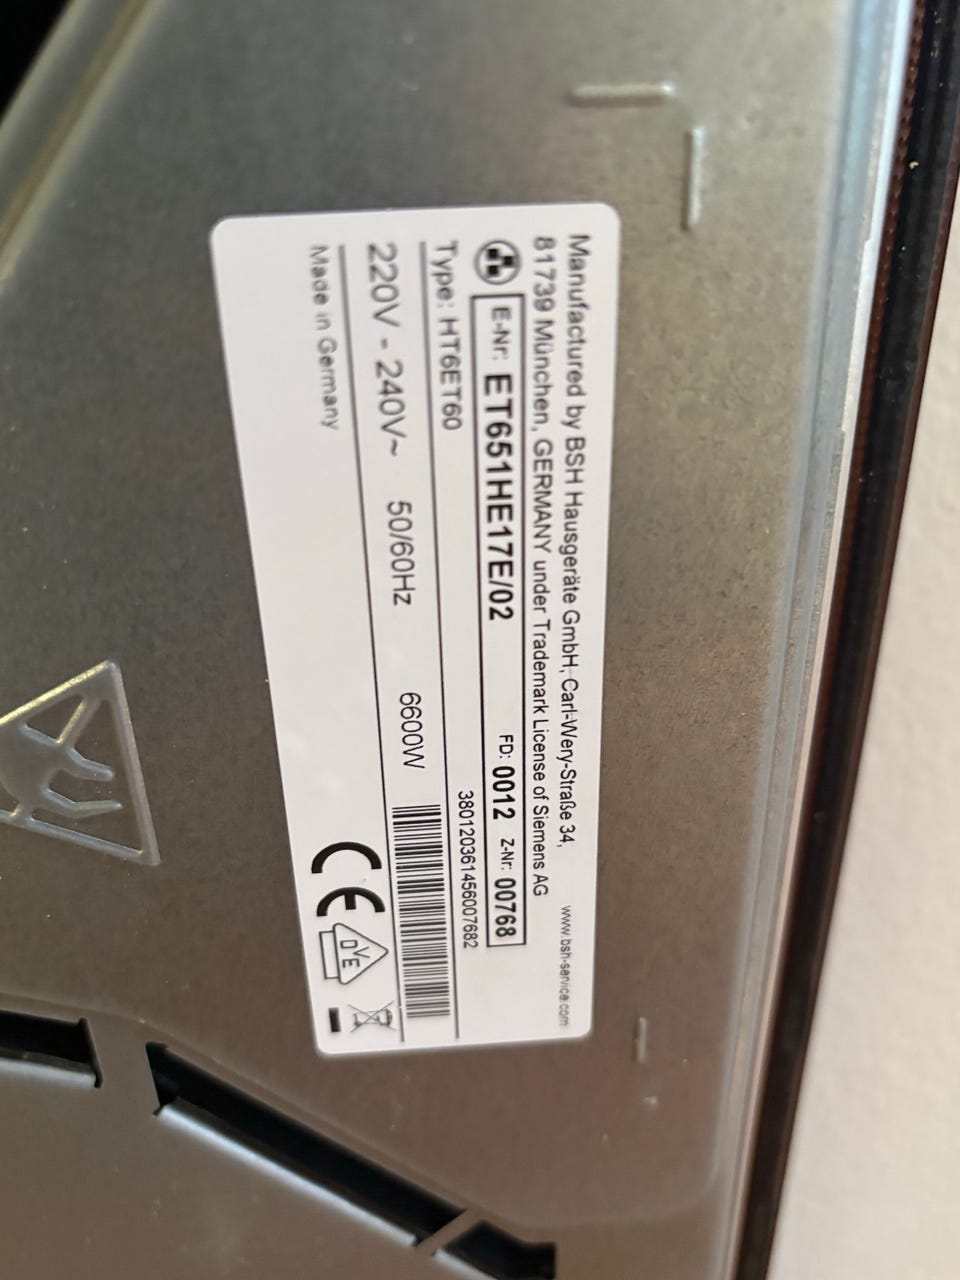 Manufactured by BSH Hausgeräte GmbH, Carl-Wery-Straße 34,
81739 München, GERMANY under Trademark License of Siemens AG
www.bsh-service.com
E-Nr: ET651HE17E/02 FD: 0012 Z-Nr: 00768
Type: HT6ET60 380120361456007682
220V - 240V~ 50/60Hz 6600W
Made in Germany
CE
DVE